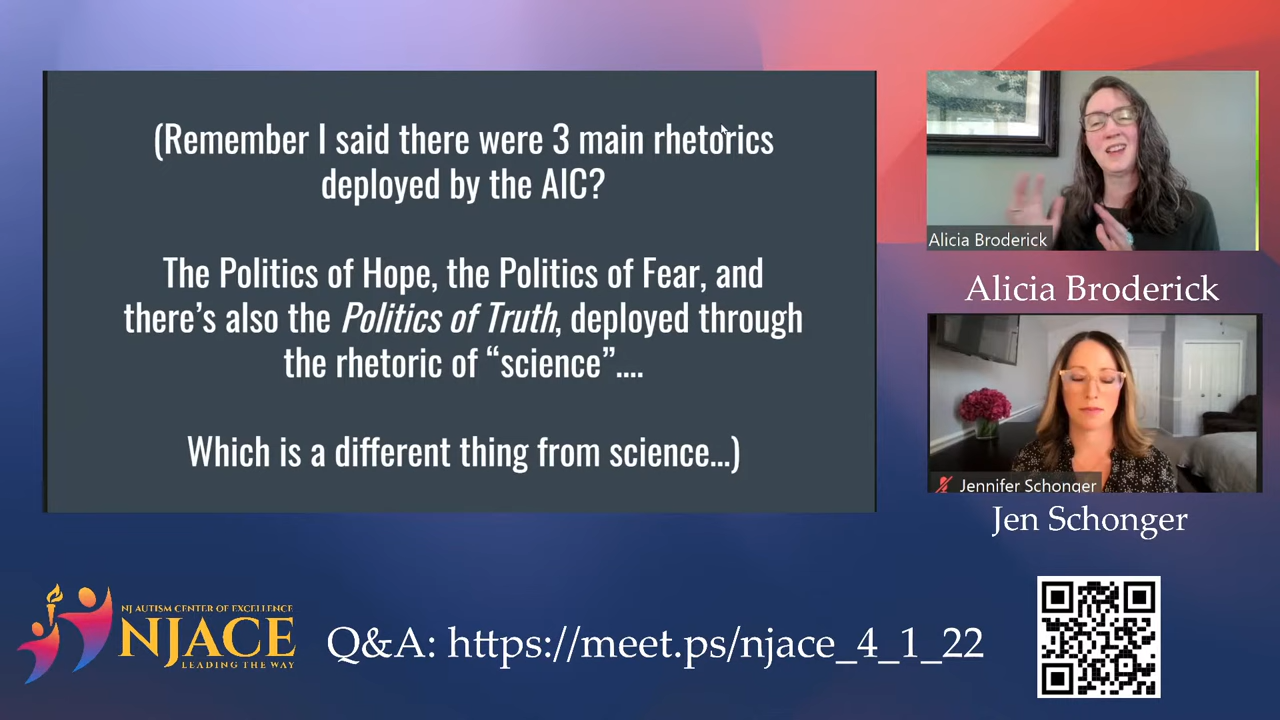 (Remember I said there were 3 main rhetorics
deployed by the AIC?
The Politics of Hope, the Politics of Fear, and
there's also the Politics of Truth, deployed through
the rhetoric of “science”....
Which is a different thing from science...)
Alicia Broderick
Alicia Broderick
Jennifer Schonger
Jen Schonger
NJ AUTISM CENTER OF EXCELLENCE
NJACE
LEADING THE WAY
Q&A: https://meet.ps/njace_4_1_22